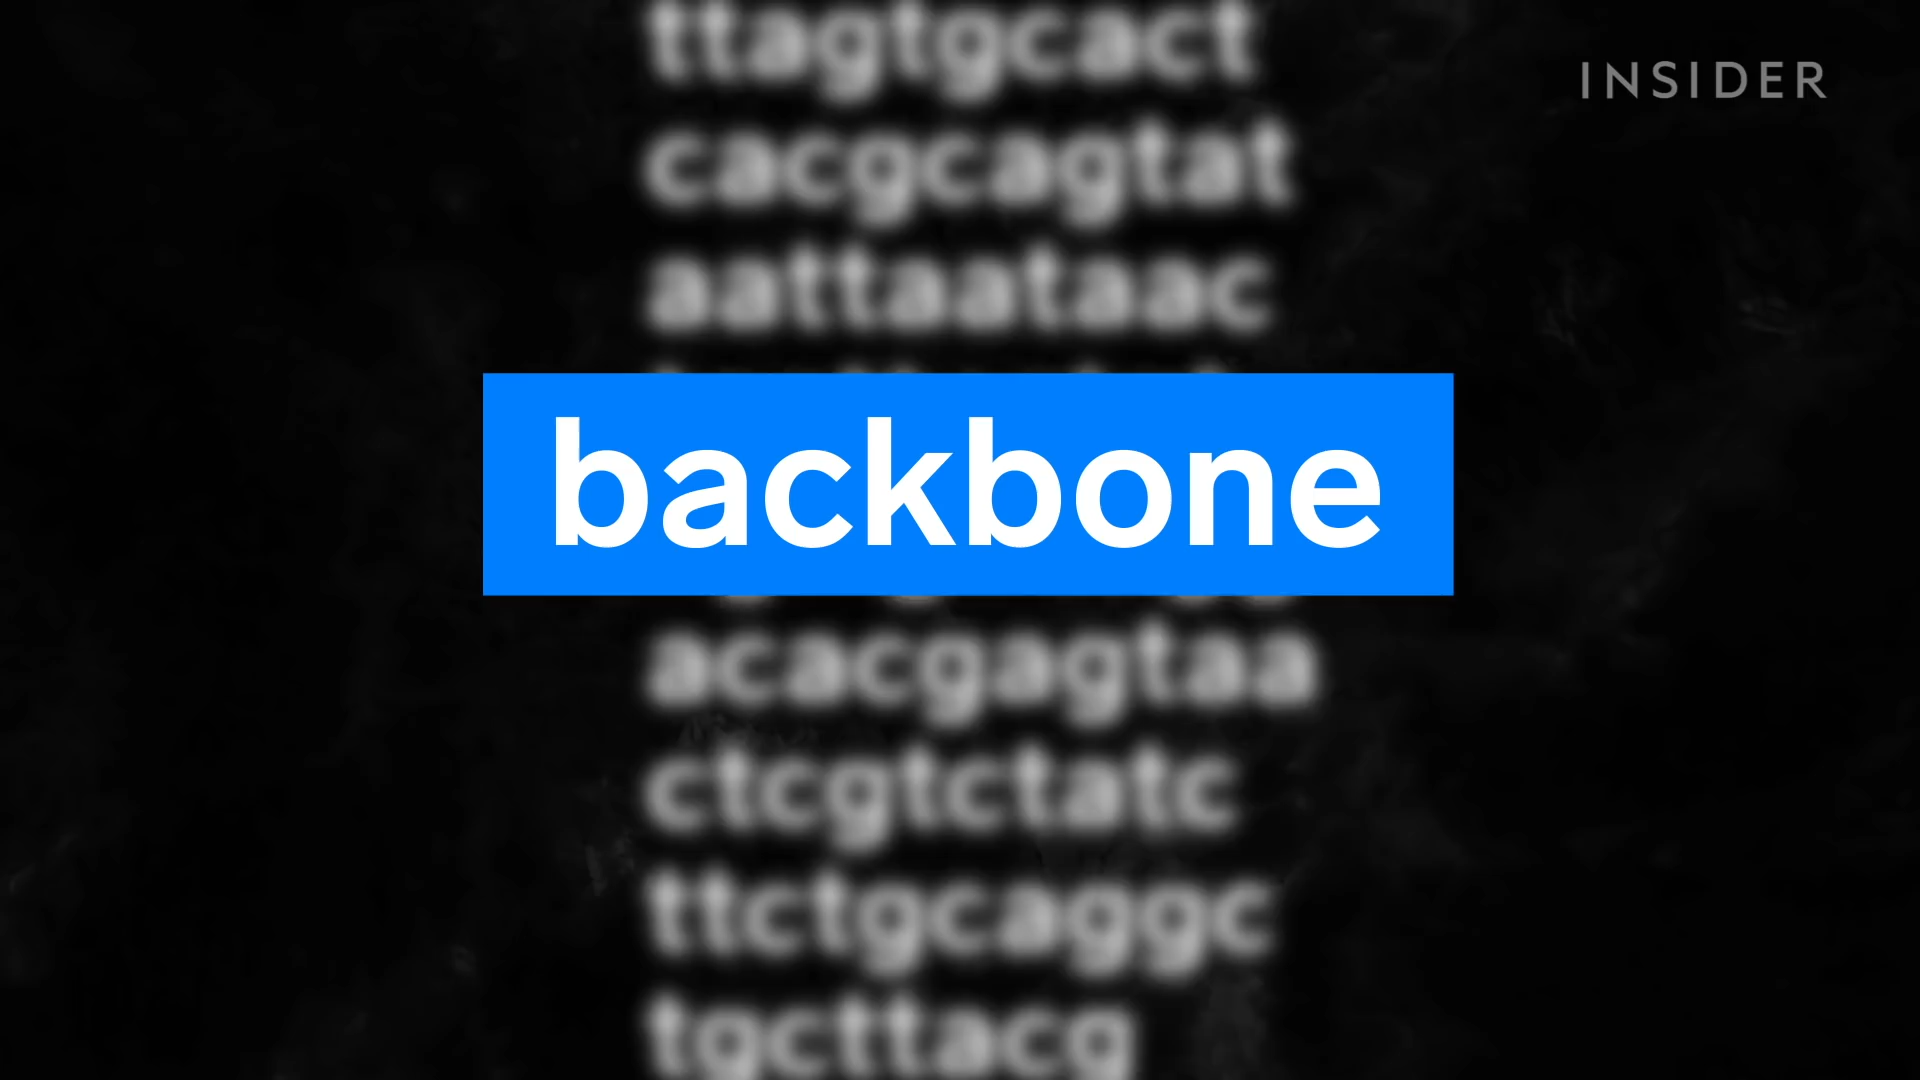 ttagtgcact
INSIDER
cacgcagtat
aattaataac
backbone
acacgagtaa
ctcgtctatc
ttctgcaggc
tgcttacg